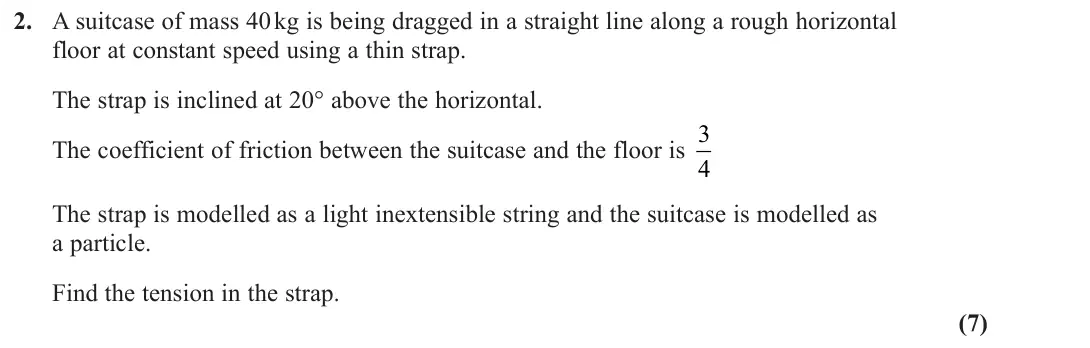 2. A suitcase of mass 40 kg is being dragged in a straight line along a rough horizontal
floor at constant speed using a thin strap.
The strap is inclined at 20° above the horizontal.
The coefficient of friction between the suitcase and the floor is 3/4
The strap is modelled as a light inextensible string and the suitcase is modelled as
a particle.
Find the tension in the strap.
(7)